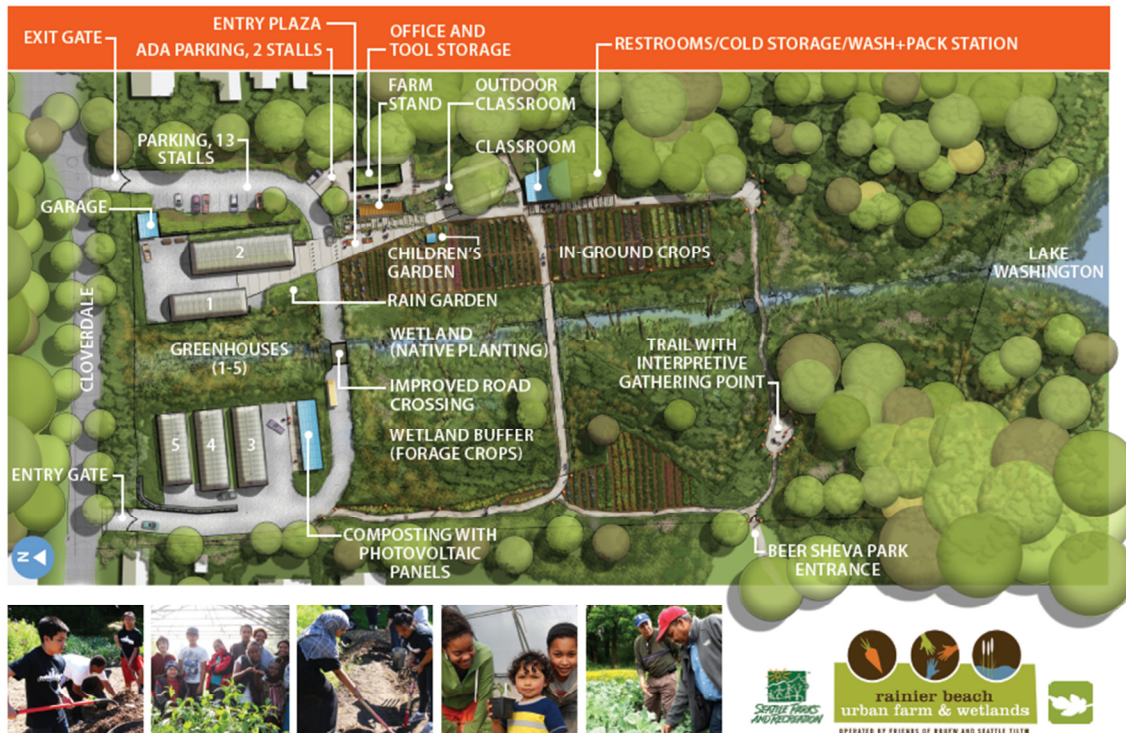 EXIT GATE
ENTRY PLAZA
ADA PARKING, 2 STALLS
OFFICE AND
TOOL STORAGE
RESTROOMS/COLD STORAGE/WASH+PACK STATION
FARM
STAND
OUTDOOR
CLASSROOM
CLASSROOM
PARKING, 13
STALLS
GARAGE
2
1
CHILDREN'S
GARDEN
IN-GROUND CROPS
RAIN GARDEN
LAKE
WASHINGTON
CLOVERDALE
GREENHOUSES
(1-5)
WETLAND
(NATIVE PLANTING)
IMPROVED ROAD
CROSSING
TRAIL WITH
INTERPRETIVE
GATHERING POINT
WETLAND BUFFER
(FORAGE CROPS)
5
4
3
ENTRY GATE
COMPOSTING WITH
PHOTOVOLTAIC
PANELS
BEER SHEVA PARK
ENTRANCE
N
SEATTLE PARKS
AND RECREATION
rainier beach
urban farm & wetlands
OPERATED BY FRIENDS OF RBUFW AND SEATTLE TILTH